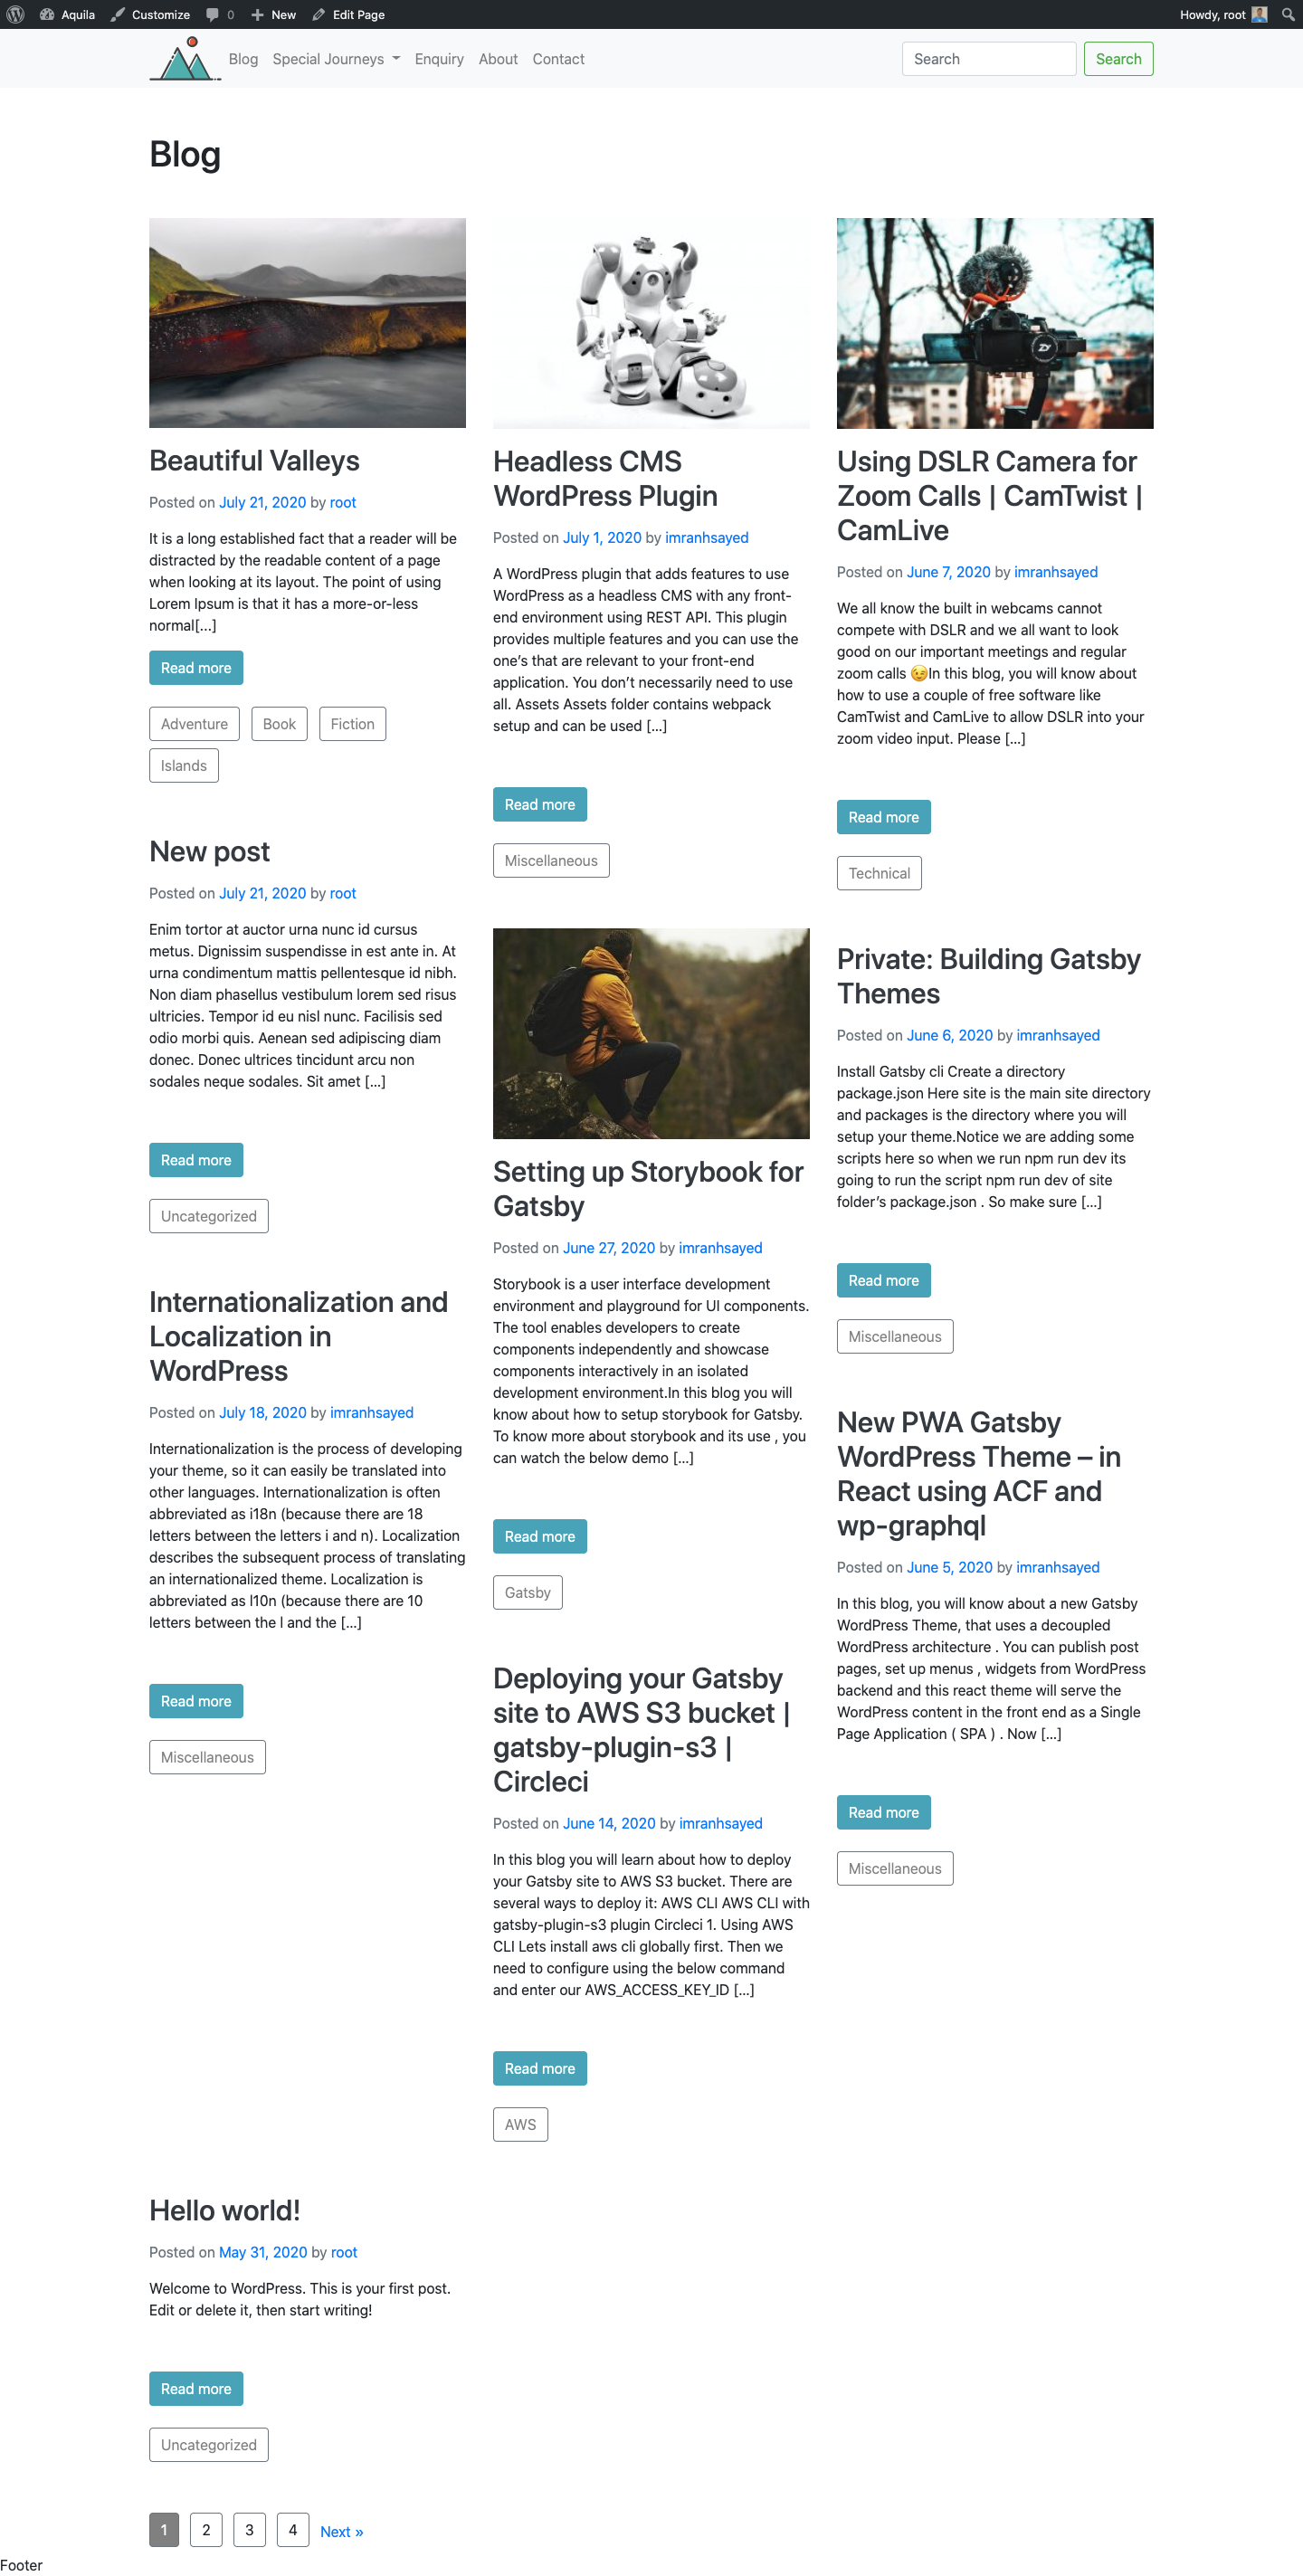 Aquila Customize 0 New Edit Page Howdy, root
Blog Special Journeys Enquiry About Contact Search Search
Blog
Beautiful Valleys
Posted on July 21, 2020 by root
It is a long established fact that a reader will be
distracted by the readable content of a page
when looking at its layout. The point of using
Lorem Ipsum is that it has a more-or-less
normal[...]
Read more
Adventure Book Fiction
Islands
New post
Posted on July 21, 2020 by root
Enim tortor at auctor urna nunc id cursus
metus. Dignissim suspendisse in est ante in. At
urna condimentum mattis pellentesque id nibh.
Non diam phasellus vestibulum lorem sed risus
ultricies. Tempor id eu nisl nunc. Facilisis sed
odio morbi quis. Aenean sed adipiscing diam
donec. Donec ultrices tincidunt arcu non
sodales neque sodales. Sit amet [...]
Read more
Uncategorized
Internationalization and
Localization in
WordPress
Posted on July 18, 2020 by imranhsayed
Internationalization is the process of developing
your theme, so it can easily be translated into
other languages. Internationalization is often
abbreviated as i18n (because there are 18
letters between the letters i and n). Localization
describes the subsequent process of translating
an internationalized theme. Localization is
abbreviated as l10n (because there are 10
letters between the l and the [...]
Read more
Miscellaneous
Headless CMS
WordPress Plugin
Posted on July 1, 2020 by imranhsayed
A WordPress plugin that adds features to use
WordPress as a headless CMS with any front-
end environment using REST API. This plugin
provides multiple features and you can use the
one’s that are relevant to your front-end
application. You don’t necessarily need to use
all. Assets Assets folder contains webpack
setup and can be used [...]
Read more
Miscellaneous
Setting up Storybook for
Gatsby
Posted on June 27, 2020 by imranhsayed
Storybook is a user interface development
environment and playground for UI components.
The tool enables developers to create
components independently and showcase
components interactively in an isolated
development environment.In this blog you will
know about how to setup storybook for Gatsby.
To know more about storybook and its use , you
can watch the below demo [...]
Read more
Gatsby
Deploying your Gatsby
site to AWS S3 bucket |
gatsby-plugin-s3 |
Circleci
Posted on June 14, 2020 by imranhsayed
In this blog you will learn about how to deploy
your Gatsby site to AWS S3 bucket. There are
several ways to deploy it: AWS CLI AWS CLI with
gatsby-plugin-s3 plugin Circleci 1. Using AWS
CLI Lets install aws cli globally first. Then we
need to configure using the below command
and enter our AWS_ACCESS_KEY_ID [...]
Read more
AWS
Using DSLR Camera for
Zoom Calls | CamTwist |
CamLive
Posted on June 7, 2020 by imranhsayed
We all know the built in webcams cannot
compete with DSLR and we all want to look
good on our important meetings and regular
zoom calls 😉In this blog, you will know about
how to use a couple of free software like
CamTwist and CamLive to allow DSLR into your
zoom video input. Please [...]
Read more
Technical
Private: Building Gatsby
Themes
Posted on June 6, 2020 by imranhsayed
Install Gatsby cli Create a directory
package.json Here site is the main site directory
and packages is the directory where you will
setup your theme.Notice we are adding some
scripts here so when we run npm run dev its
going to run the script npm run dev of site
folder’s package.json . So make sure [...]
Read more
Miscellaneous
New PWA Gatsby
WordPress Theme – in
React using ACF and
wp-graphql
Posted on June 5, 2020 by imranhsayed
In this blog, you will know about a new Gatsby
WordPress Theme, that uses a decoupled
WordPress architecture . You can publish post
pages, set up menus , widgets from WordPress
backend and this react theme will serve the
WordPress content in the front end as a Single
Page Application ( SPA ) . Now [...]
Read more
Miscellaneous
Hello world!
Posted on May 31, 2020 by root
Welcome to WordPress. This is your first post.
Edit or delete it, then start writing!
Read more
Uncategorized
1 2 3 4 Next »
Footer